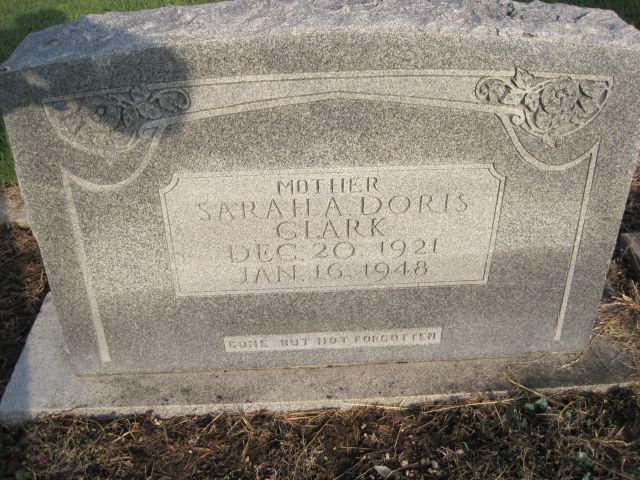 MOTHER
SARAH A. DORIS
CLARK
DEC. 20, 1921
JAN. 16, 1948
GONE BUT NOT FORGOTTEN